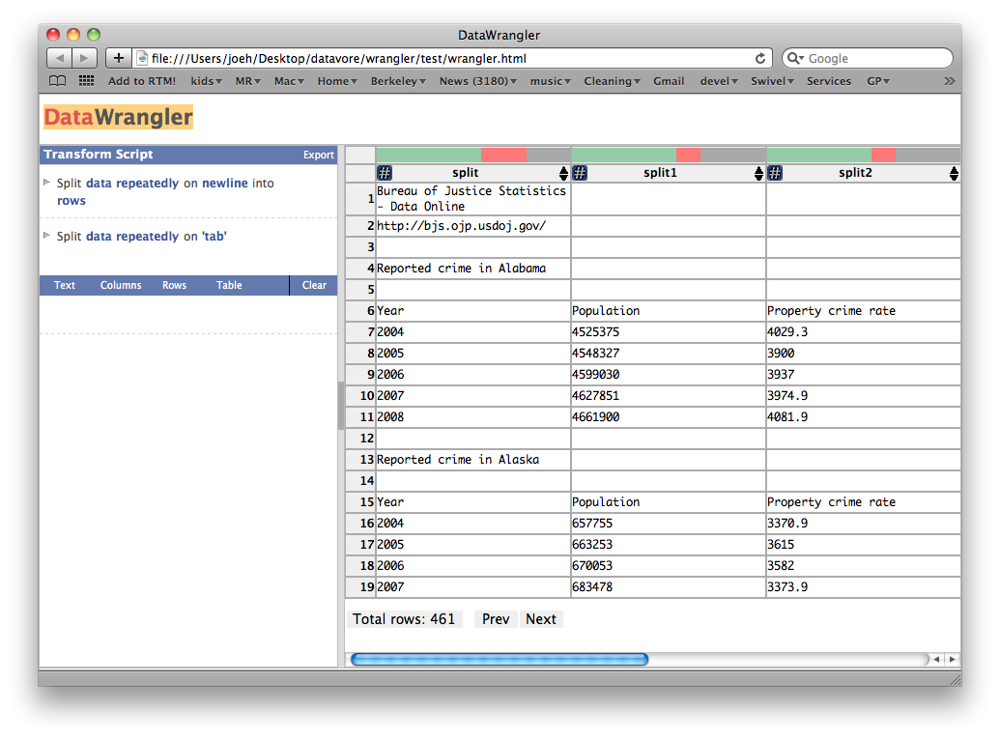 DataWrangler
file:///Users/joeh/Desktop/datavore/wrangler/test/wrangler.html
Google
Add to RTM! kids MR Mac Home Berkeley News (3180) music Cleaning Gmail devel Swivel Services GP
DataWrangler
Transform Script Export
Split data repeatedly on newline into
rows
Split data repeatedly on 'tab'
Text Columns Rows Table Clear
# split # split1 # split2
1 Bureau of Justice Statistics
- Data Online
2 http://bjs.ojp.usdoj.gov/
3
4 Reported crime in Alabama
5
6 Year Population Property crime rate
7 2004 4525375 4029.3
8 2005 4548327 3900
9 2006 4599030 3937
10 2007 4627851 3974.9
11 2008 4661900 4081.9
12
13 Reported crime in Alaska
14
15 Year Population Property crime rate
16 2004 657755 3370.9
17 2005 663253 3615
18 2006 670053 3582
19 2007 683478 3373.9
Total rows: 461 Prev Next